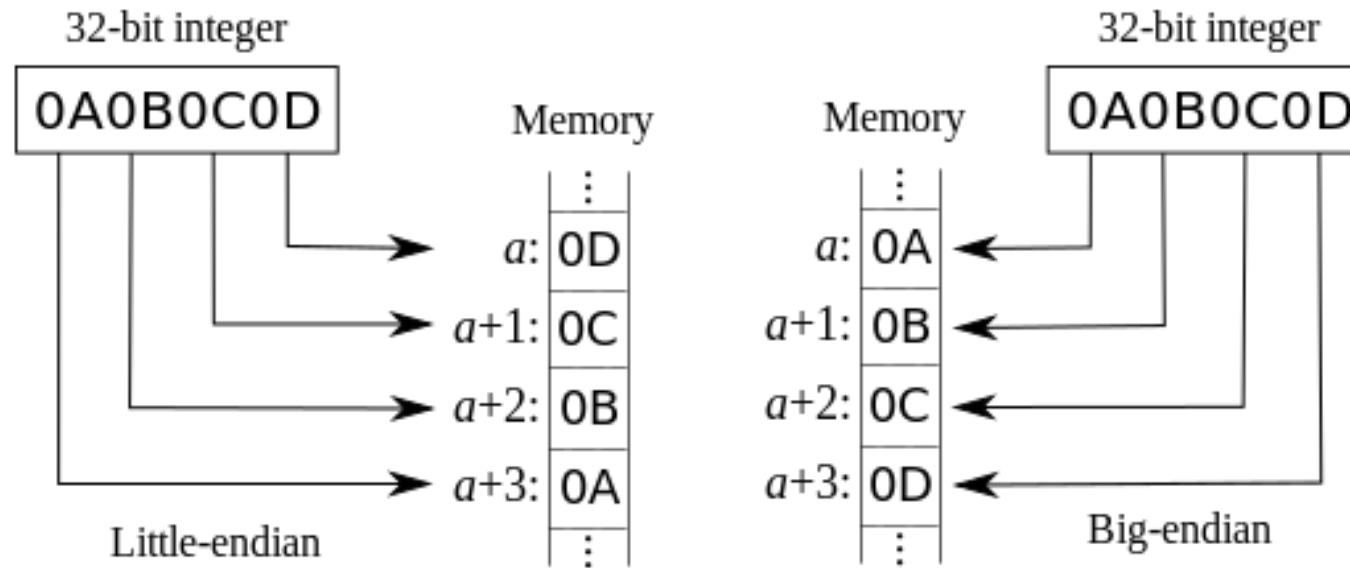 32-bit integer
0A0B0C0D
Memory
⋮
a: 0D
a+1: 0C
a+2: 0B
a+3: 0A
⋮
Little-endian
32-bit integer
0A0B0C0D
Memory
⋮
a: 0A
a+1: 0B
a+2: 0C
a+3: 0D
⋮
Big-endian